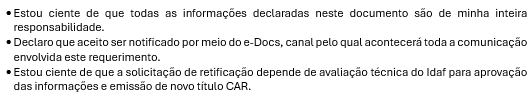 • Estou ciente de que todas as informações declaradas neste documento são de minha inteira
responsabilidade.
• Declaro que aceito ser notificado por meio do e-Docs, canal pelo qual acontecerá toda a comunicação
envolvida este requerimento.
• Estou ciente de que a solicitação de retificação depende de avaliação técnica do Idaf para aprovação
das informações e emissão de novo título CAR.